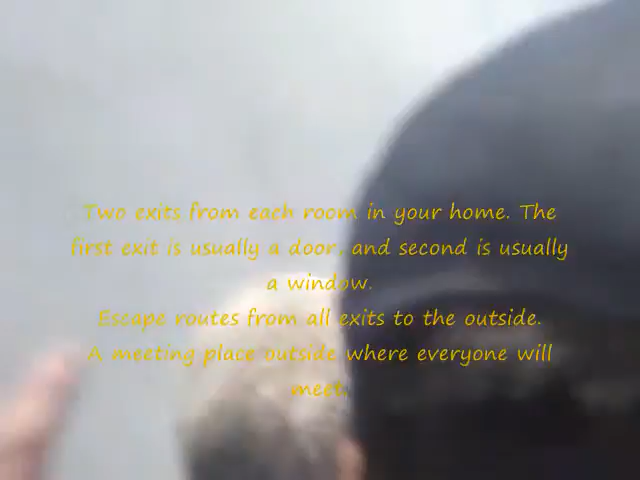 Two exits from each room in your home. The
first exit is usually a door, and second is usually
a window.
Escape routes from all exits to the outside.
A meeting place outside where everyone will
meet.